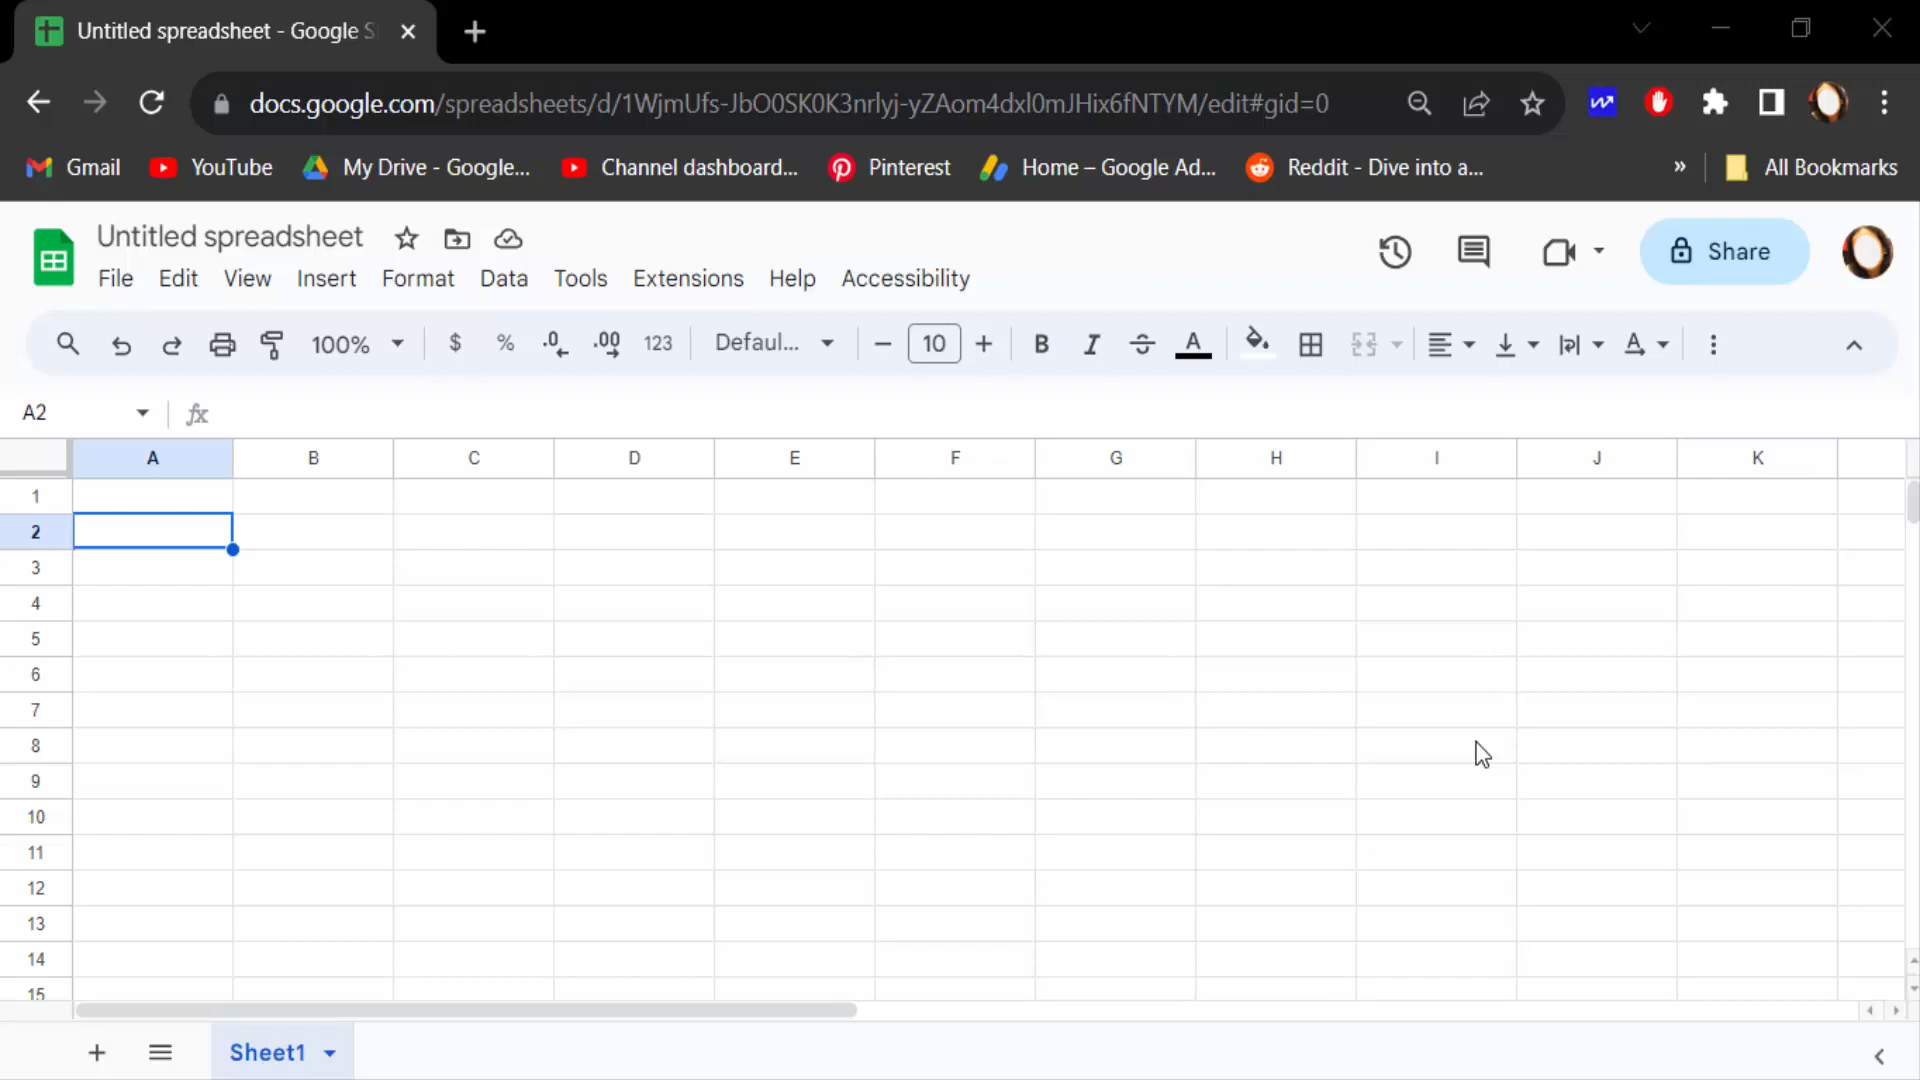 Untitled spreadsheet - Google S
docs.google.com/spreadsheets/d/1WjmUfs-JbO0SK0K3nrlyj-yZAom4dxl0mJHix6fNTYM/edit#gid=0
Gmail YouTube My Drive - Google... Channel dashboard... Pinterest Home – Google Ad... Reddit - Dive into a... » All Bookmarks
Untitled spreadsheet
File Edit View Insert Format Data Tools Extensions Help Accessibility
Share
100% $ % .0 .00 123 Defaul... 10 B I A A
A2 fx
A B C D E F G H I J K
1
2
3
4
5
6
7
8
9
10
11
12
13
14
15
Sheet1